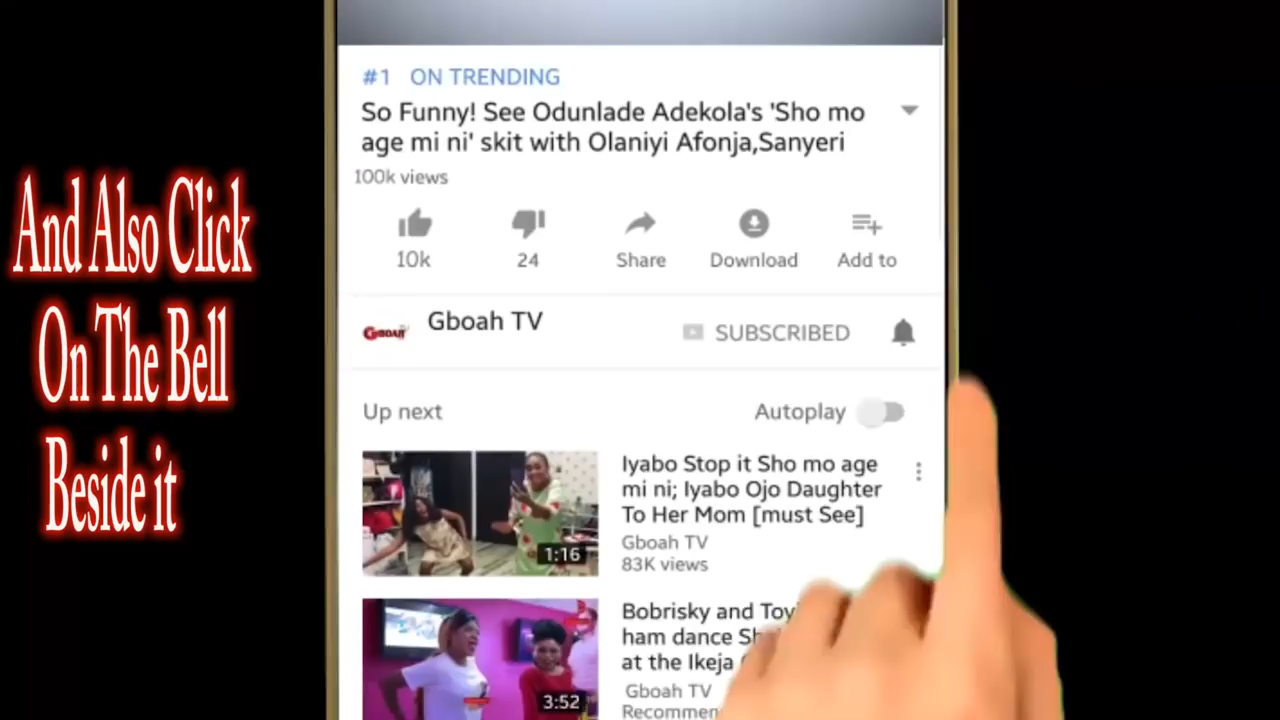 #1 ON TRENDING
So Funny! See Odunlade Adekola's 'Sho mo
age mi ni' skit with Olaniyi Afonja,Sanyeri
100k views
10k
24
Share
Download
Add to
Gboah TV
SUBSCRIBED
Up next
Autoplay
Iyabo Stop it Sho mo age
mi ni; Iyabo Ojo Daughter
To Her Mom [must See]
Gboah TV
83K views
1:16
Bobrisky and
ham dance
at the Ikeja
Gboah TV
3:52
And Also Click
On The Bell
Beside it